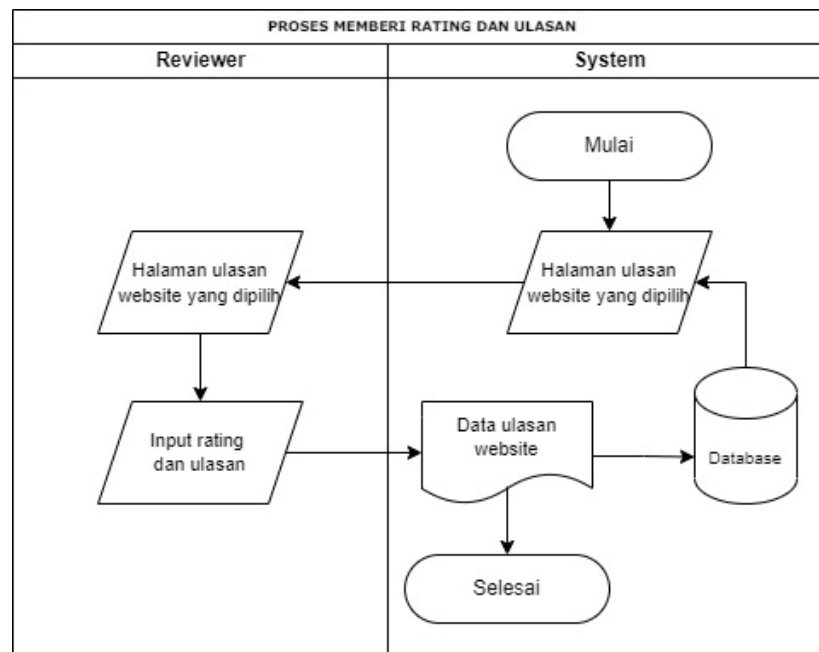 PROSES MEMBERI RATING DAN ULASAN
Reviewer
System
Mulai
Halaman ulasan
website yang dipilih
Halaman ulasan
website yang dipilih
Input rating
dan ulasan
Data ulasan
website
Database
Selesai